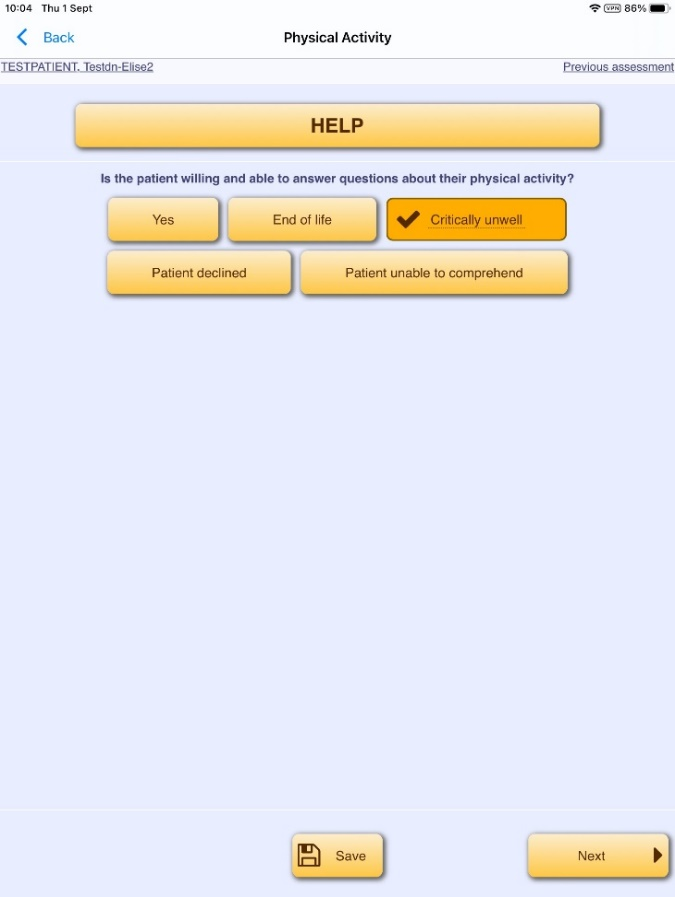 10:04 Thu 1 Sept VPN 86%
Back Physical Activity
TESTPATIENT, Testdn-Elise2 Previous assessment
HELP
Is the patient willing and able to answer questions about their physical activity?
Yes End of life Critically unwell
Patient declined Patient unable to comprehend
Save Next